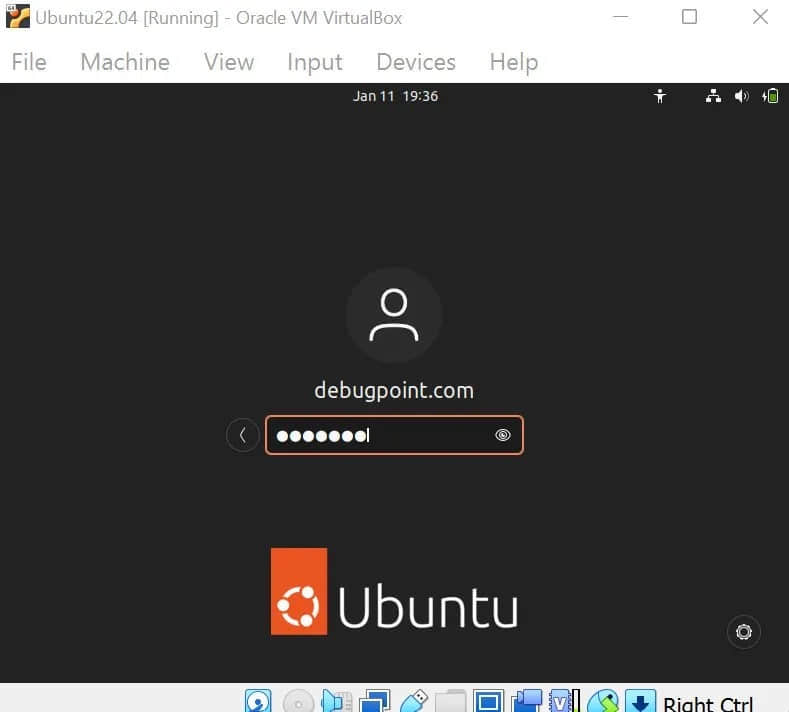 Ubuntu22.04 [Running] - Oracle VM VirtualBox
File Machine View Input Devices Help
Jan 11 19:36
debugpoint.com
Ubuntu
Right Ctrl